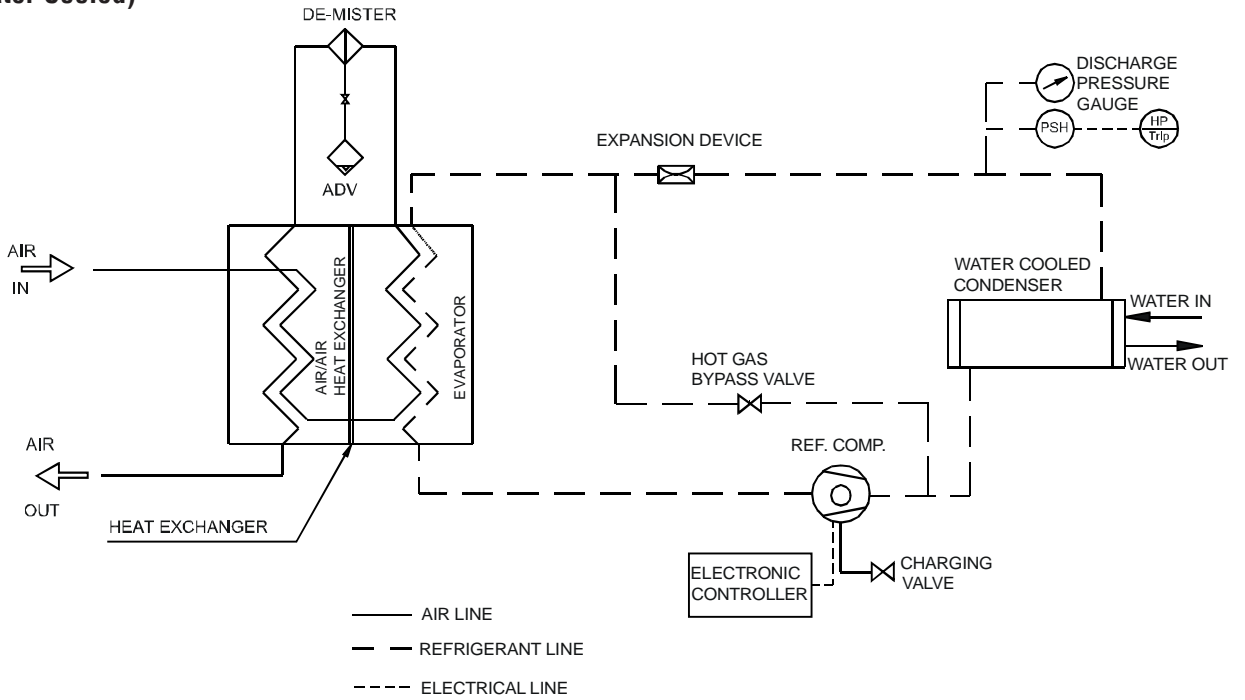 ter Cooled)
DE-MISTER
ADV
DISCHARGE
PRESSURE
GAUGE
PSH
HP
Trip
EXPANSION DEVICE
AIR
IN
AIR/AIR
HEAT EXCHANGER
EVAPORATOR
WATER COOLED
CONDENSER
WATER IN
WATER OUT
HOT GAS
BYPASS VALVE
AIR
OUT
REF. COMP.
HEAT EXCHANGER
ELECTRONIC
CONTROLLER
CHARGING
VALVE
AIR LINE
REFRIGERANT LINE
ELECTRICAL LINE